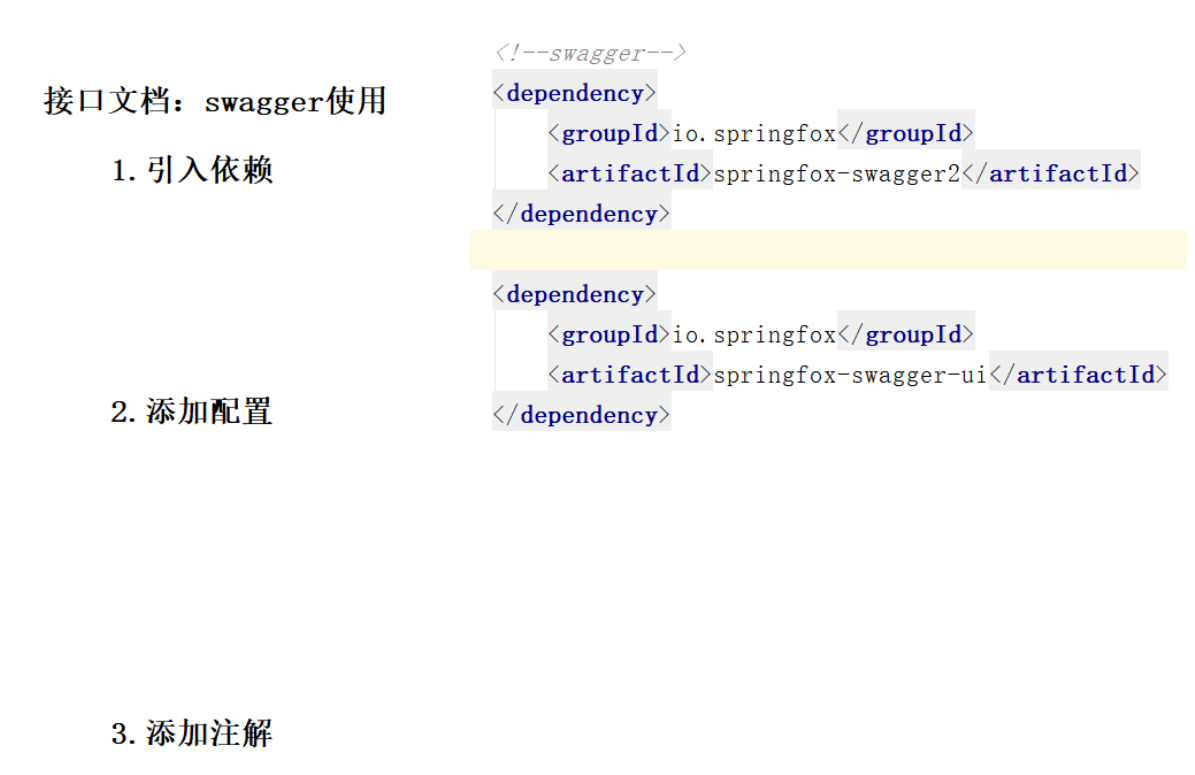 接口文档：swagger使用
1. 引入依赖
2. 添加配置
3. 添加注解
<!--swagger-->
<dependency>
<groupId>io.springfox</groupId>
<artifactId>springfox-swagger2</artifactId>
</dependency>
<dependency>
<groupId>io.springfox</groupId>
<artifactId>springfox-swagger-ui</artifactId>
</dependency>